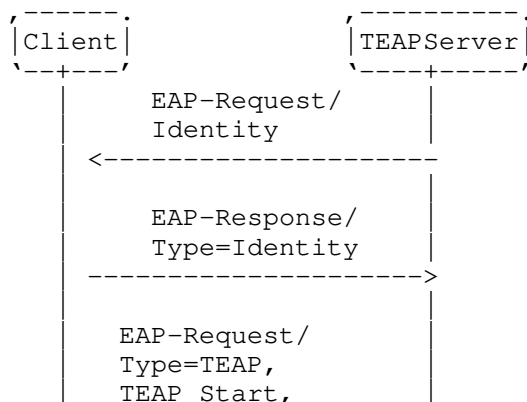 Client
TEAPServer
EAP-Request/
Identity
EAP-Response/
Type=Identity
EAP-Request/
Type=TEAP,
TEAP Start,